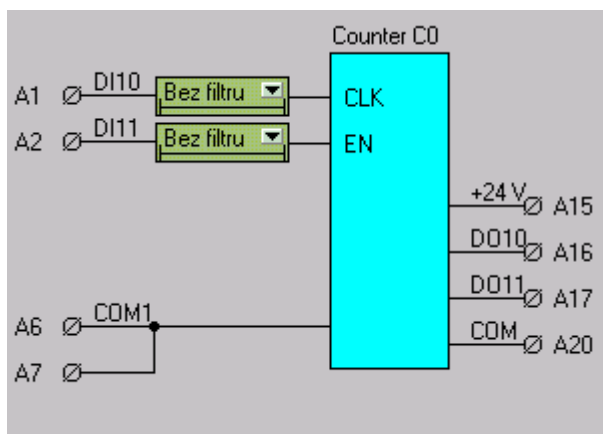 Counter C0
A1 DI10 Bez filtru CLK
A2 DI11 Bez filtru EN
+24 V A15
DO10 A16
DO11 A17
A6 COM1
COM A20
A7